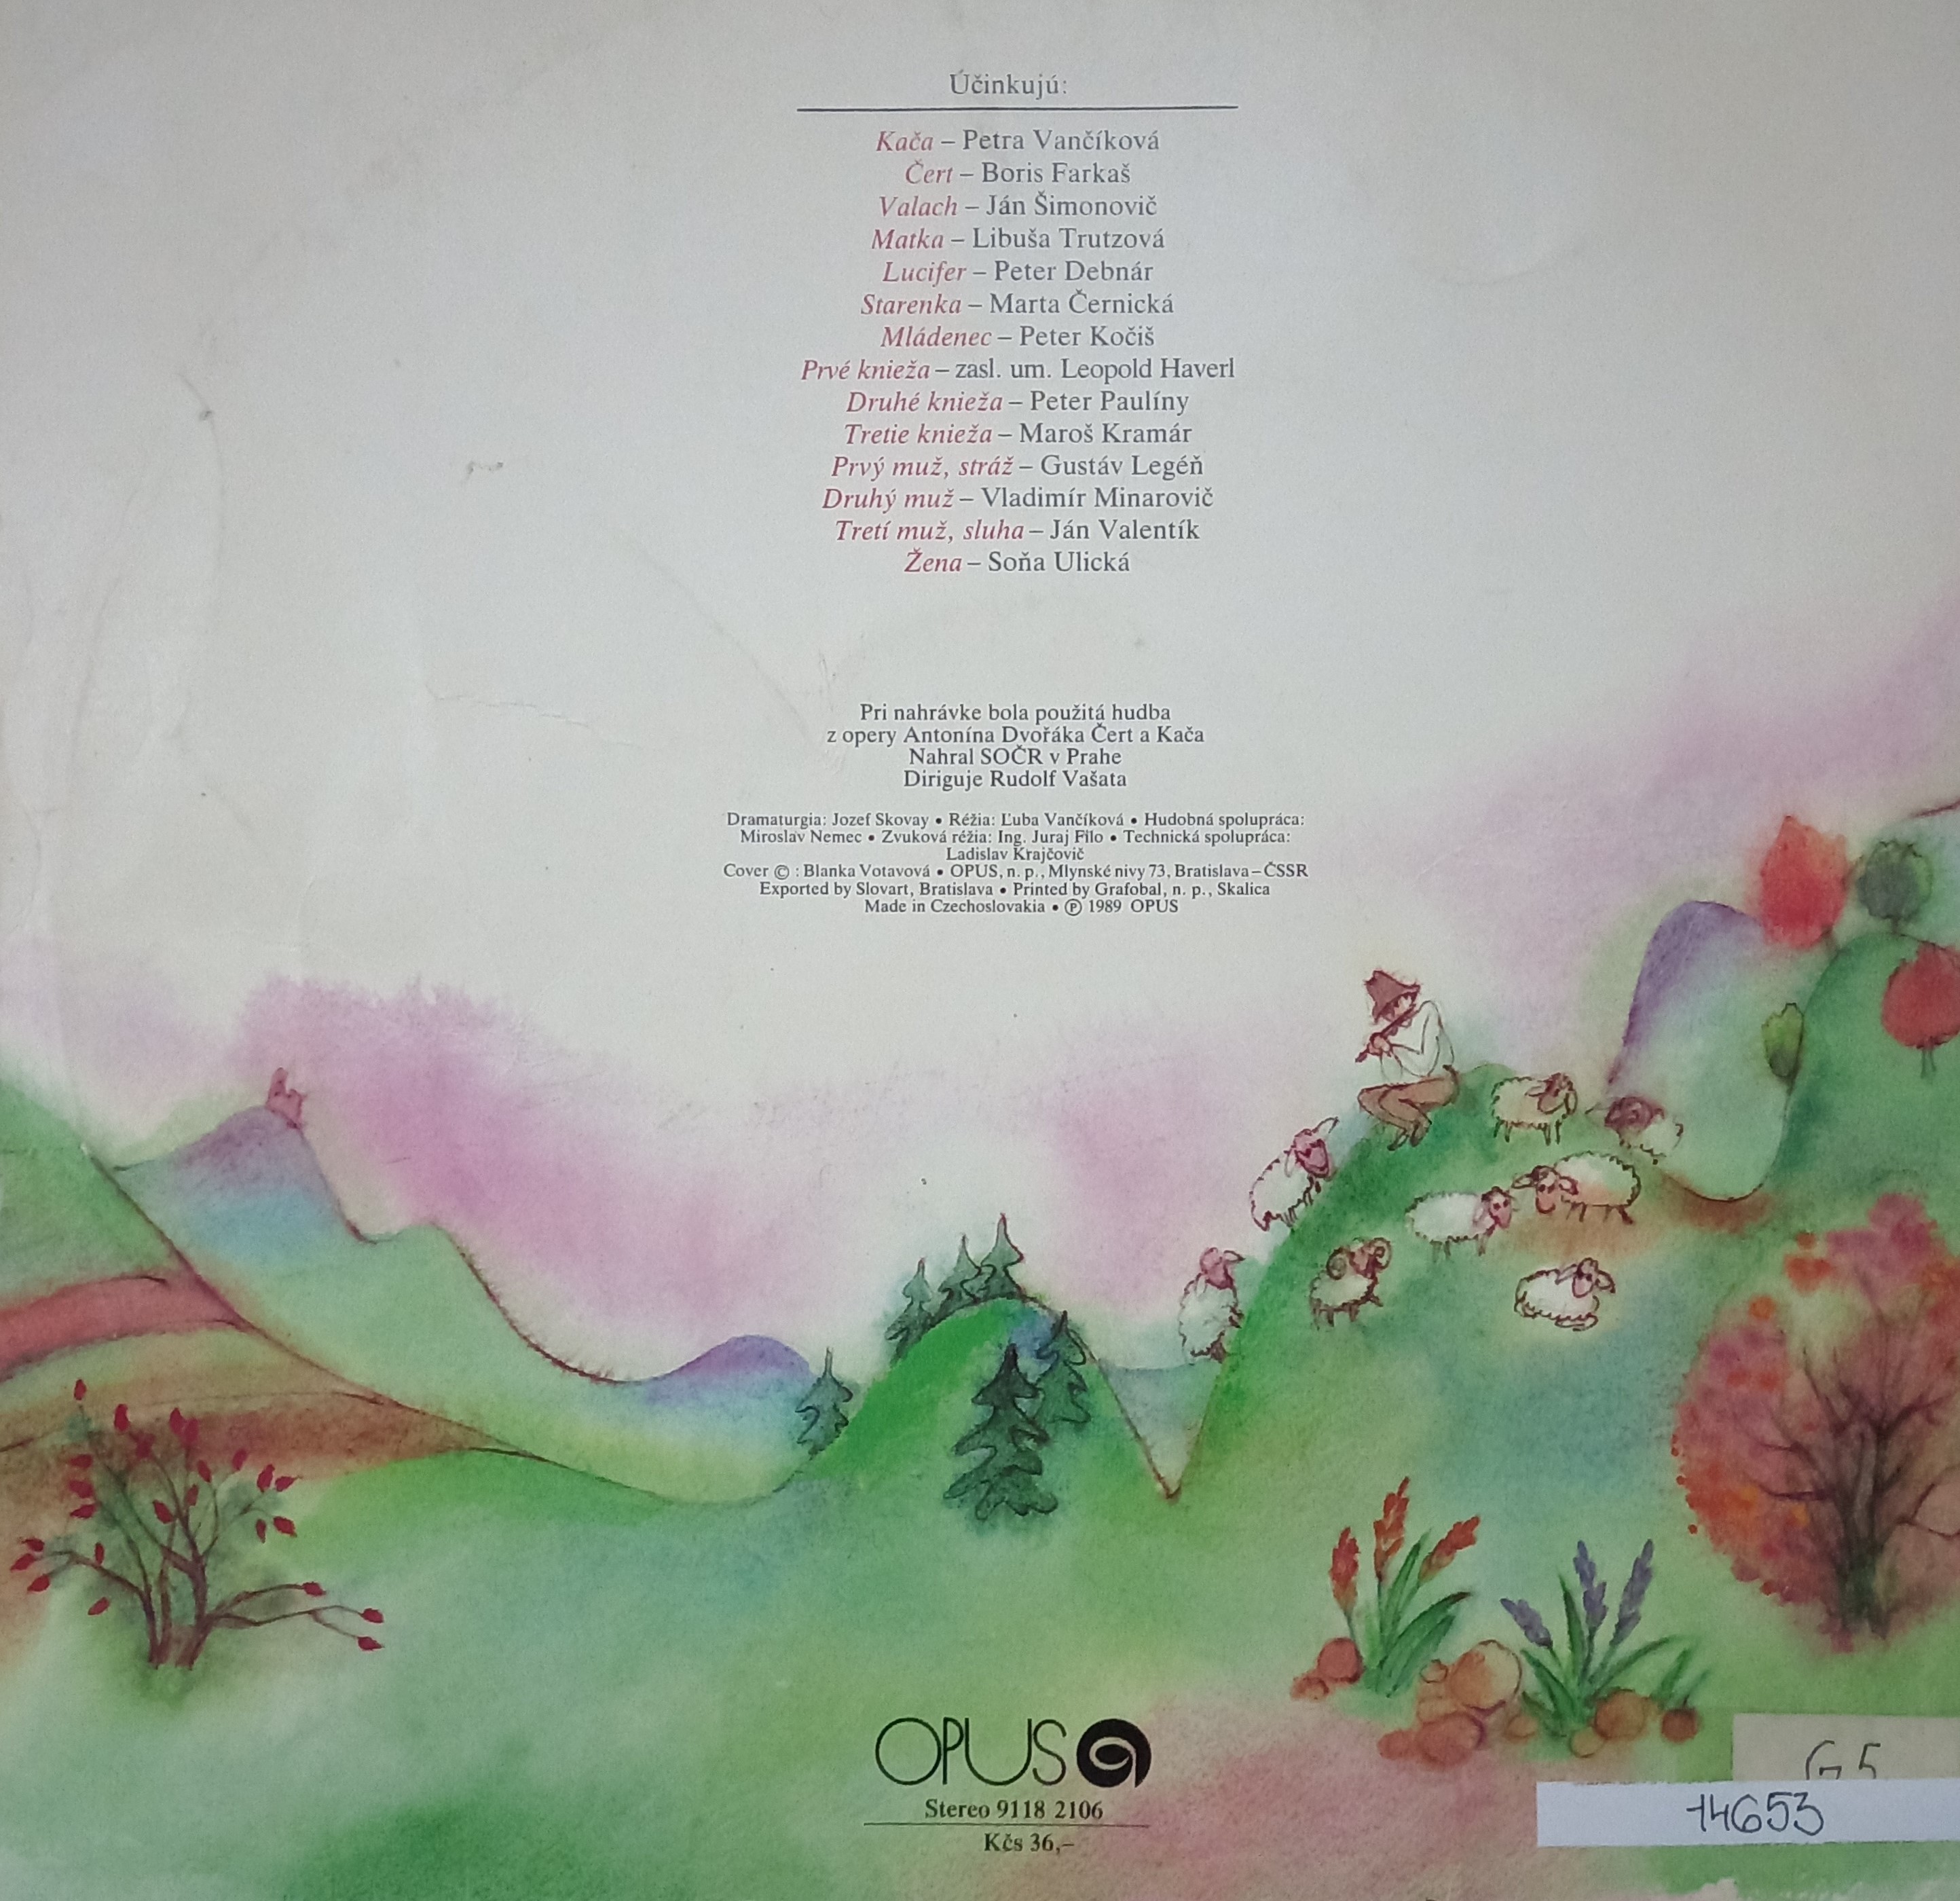 Účinkujú:
Kača – Petra Vančíková
Čert – Boris Farkaš
Valach – Ján Šimonovič
Matka – Libuša Trutzová
Lucifer – Peter Debnár
Starenka – Marta Černická
Mládenec – Peter Kočiš
Prvé knieža – zasl. um. Leopold Haverl
Druhé knieža – Peter Paulíny
Tretie knieža – Maroš Kramár
Prvý muž, stráž – Gustáv Legéň
Druhý muž – Vladimír Minarovič
Tretí muž, sluha – Ján Valentík
Žena – Soňa Ulická
Pri nahrávke bola použitá hudba
z opery Antonína Dvořáka Čert a Kača
Nahral SOČR v Prahe
Diriguje Rudolf Vašata
Dramaturgia: Jozef Skovay • Réžia: Ľuba Vančíková • Hudobná spolupráca:
Miroslav Nemec • Zvuková réžia: Ing. Juraj Filo • Technická spolupráca:
Ladislav Krajčovič
Cover © : Blanka Votavová • OPUS, n. p., Mlynské nivy 73, Bratislava – ČSSR
Exported by Slovart, Bratislava • Printed by Grafobal, n. p., Skalica
Made in Czechoslovakia • ℗ 1989 OPUS
OPUS
Stereo 9118 2106
Kčs 36,–
G 5
14653